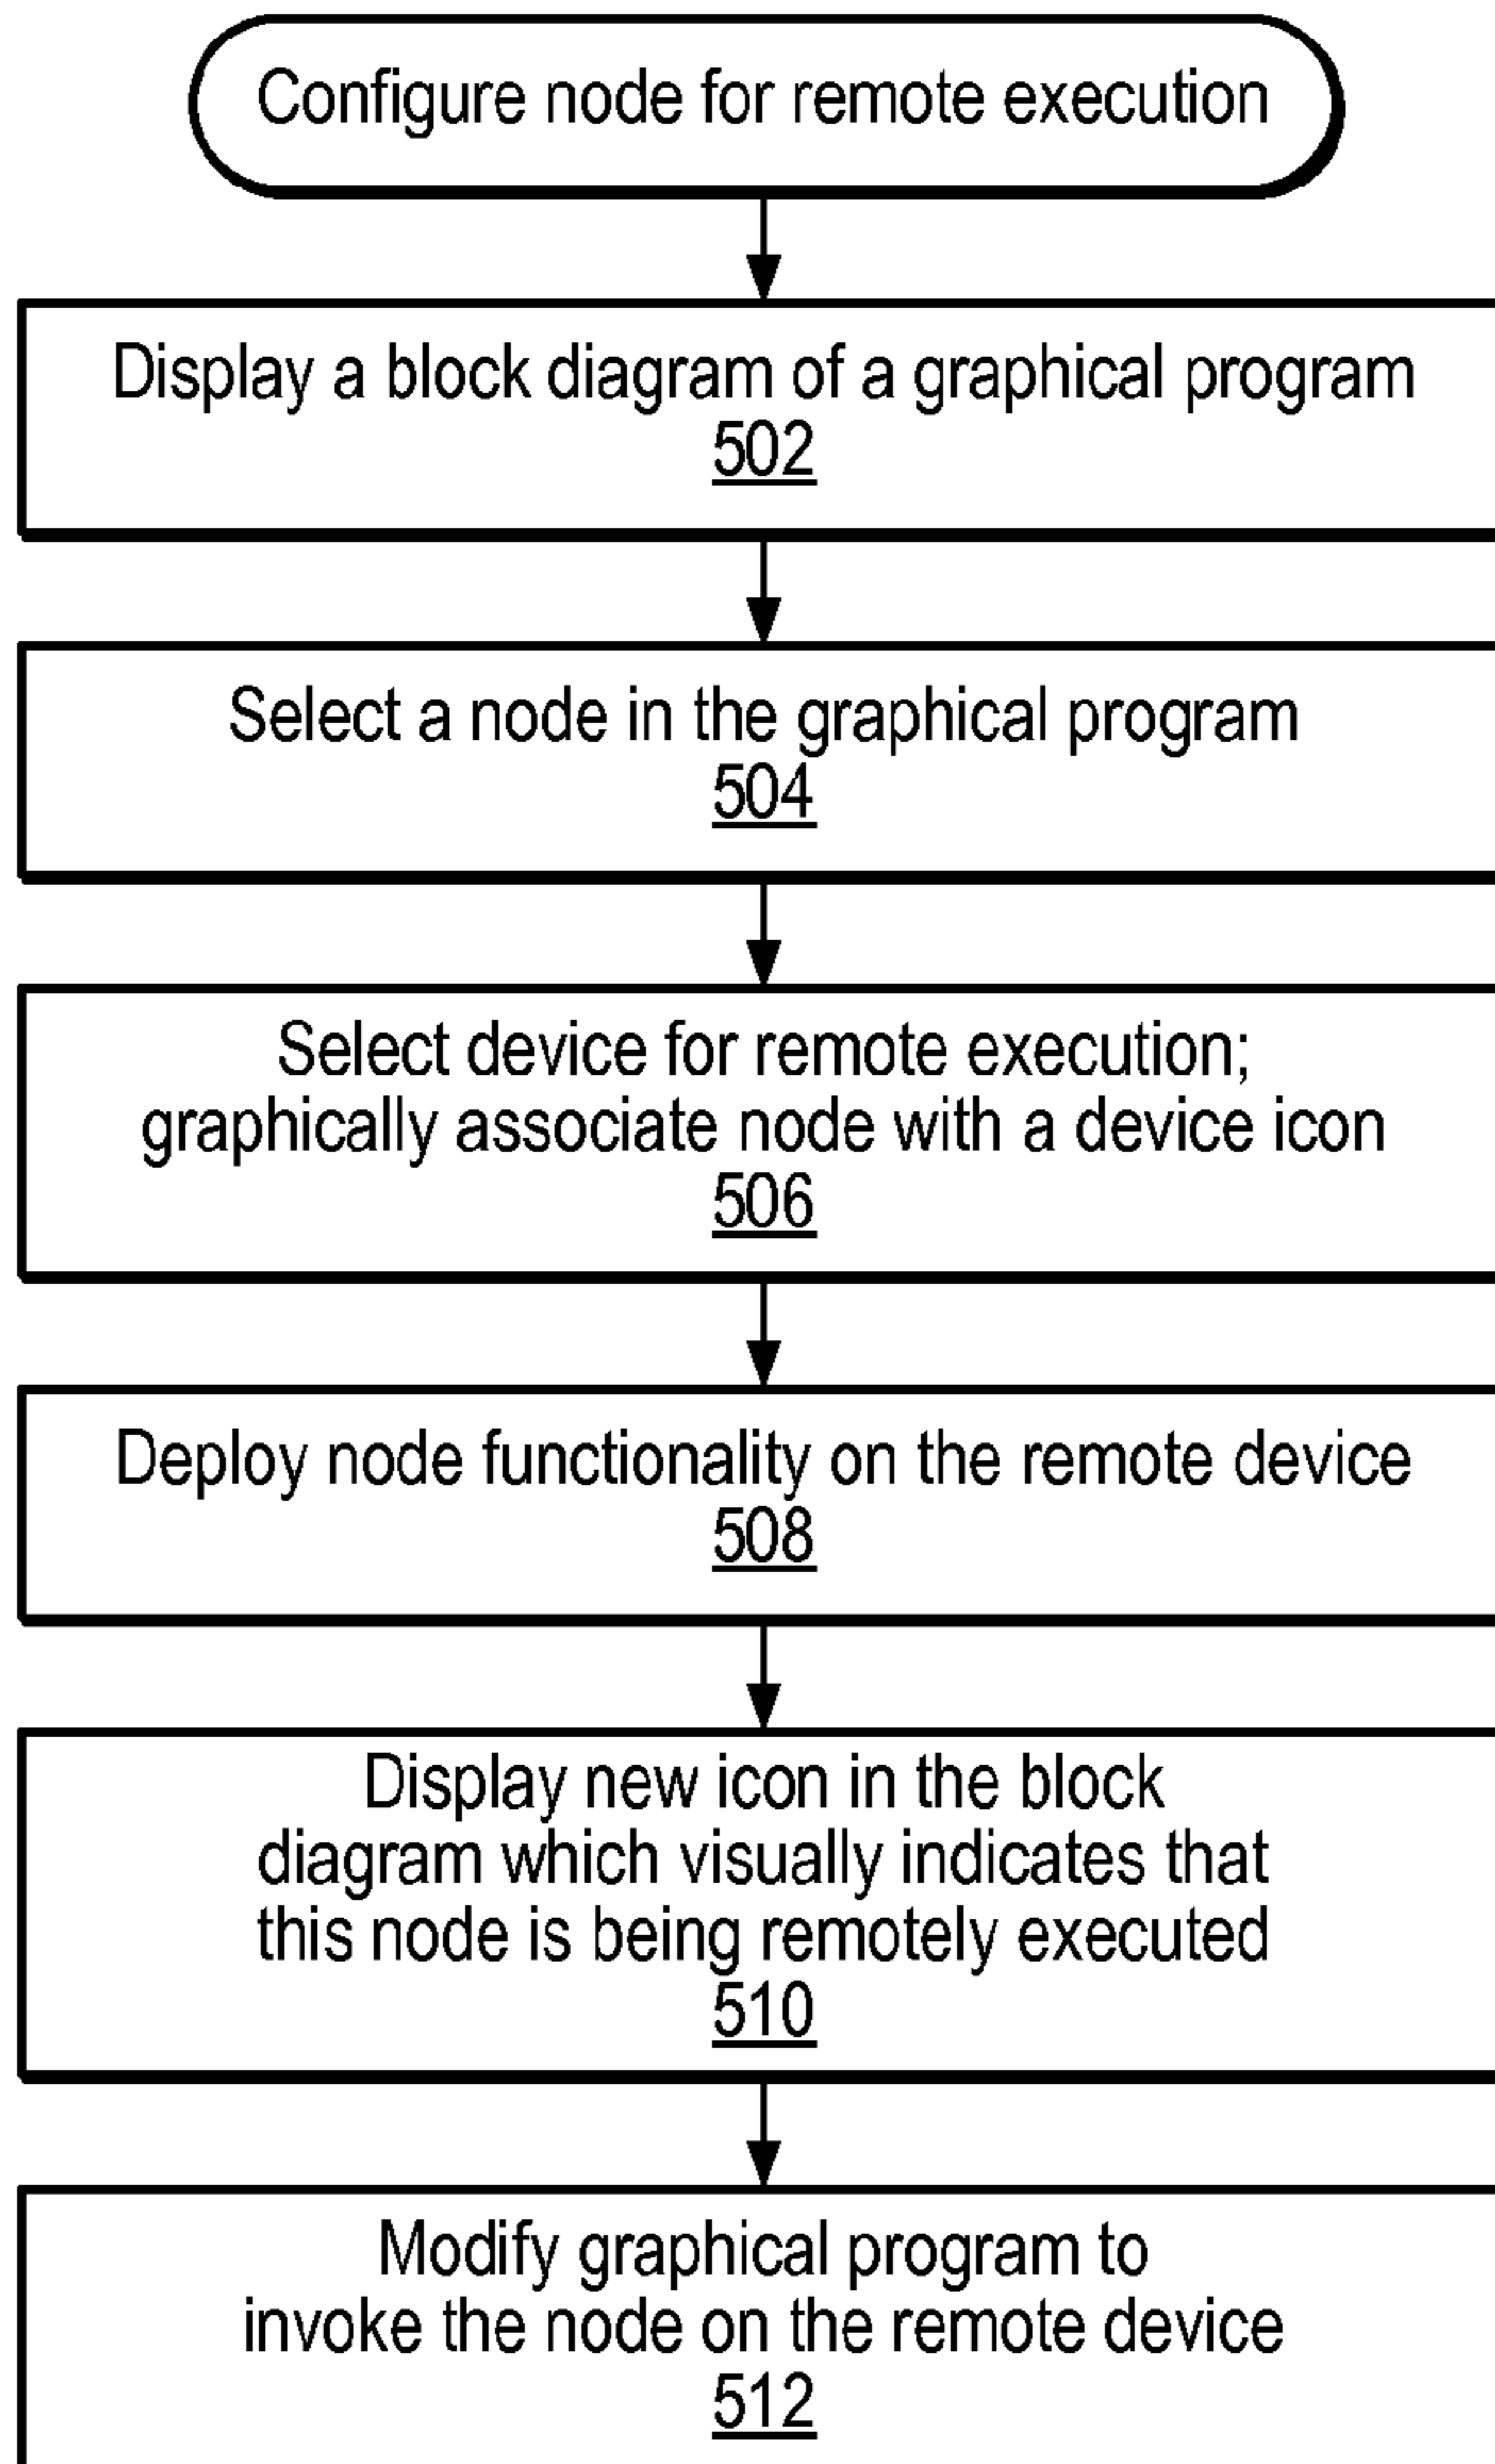 Configure node for remote execution
Display a block diagram of a graphical program
502
Select a node in the graphical program
504
Select device for remote execution;
graphically associate node with a device icon
506
Deploy node functionality on the remote device
508
Display new icon in the block
diagram which visually indicates that
this node is being remotely executed
510
Modify graphical program to
invoke the node on the remote device
512